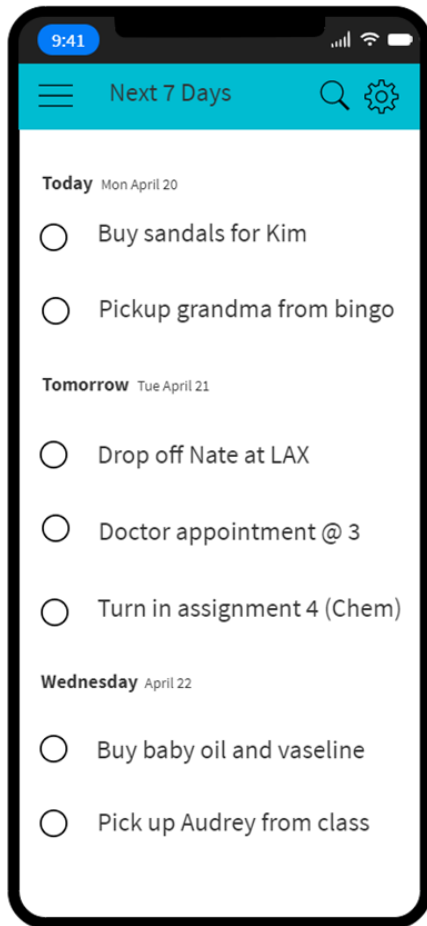 9:41
Next 7 Days
Today Mon April 20
Buy sandals for Kim
Pickup grandma from bingo
Tomorrow Tue April 21
Drop off Nate at LAX
Doctor appointment @ 3
Turn in assignment 4 (Chem)
Wednesday April 22
Buy baby oil and vaseline
Pick up Audrey from class